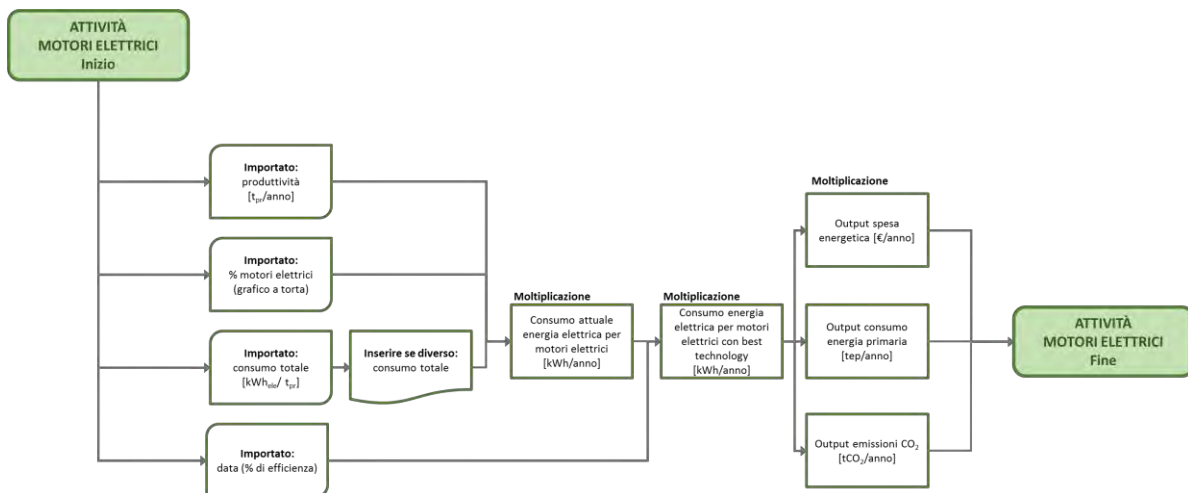 ATTIVITÀ
MOTORI ELETTRICI
Inizio
Importato:
produttività
[tpr/anno]
Importato:
% motori elettrici
(grafico a torta)
Importato:
consumo totale
[kWhele/ tpr]
Inserire se diverso:
consumo totale
Importato:
data (% di efficienza)
Moltiplicazione
Consumo attuale
energia elettrica per
motori elettrici
[kWh/anno]
Moltiplicazione
Consumo energia
elettrica per motori
elettrici con best
technology
[kWh/anno]
Moltiplicazione
Output spesa
energetica [€/anno]
Output consumo
energia primaria
[tep/anno]
Output emissioni CO2
[tCO2/anno]
ATTIVITÀ
MOTORI ELETTRICI
Fine